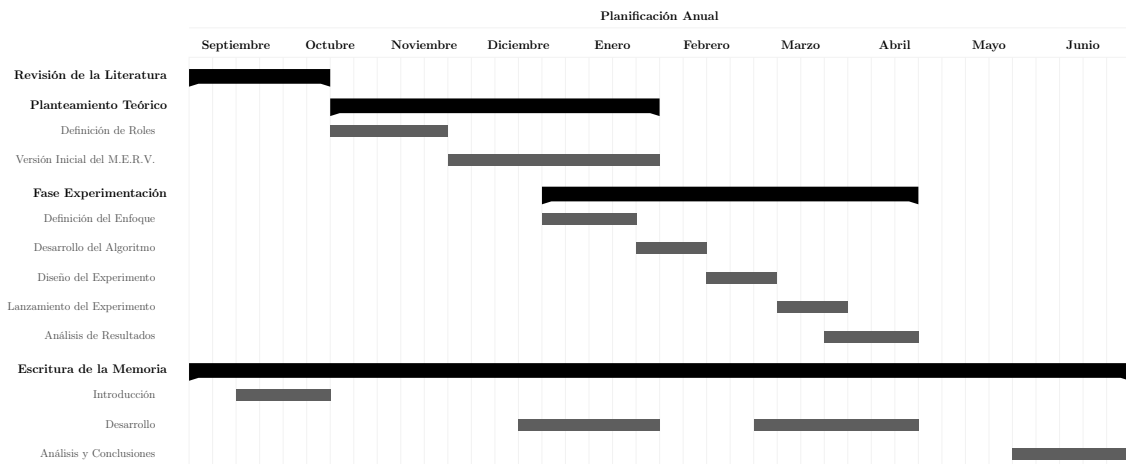 Planificación Anual
Septiembre Octubre Noviembre Diciembre Enero Febrero Marzo Abril Mayo Junio
Revisión de la Literatura
Planteamiento Teórico
Definición de Roles
Versión Inicial del M.E.R.V.
Fase Experimentación
Definición del Enfoque
Desarrollo del Algoritmo
Diseño del Experimento
Lanzamiento del Experimento
Análisis de Resultados
Escritura de la Memoria
Introducción
Desarrollo
Análisis y Conclusiones